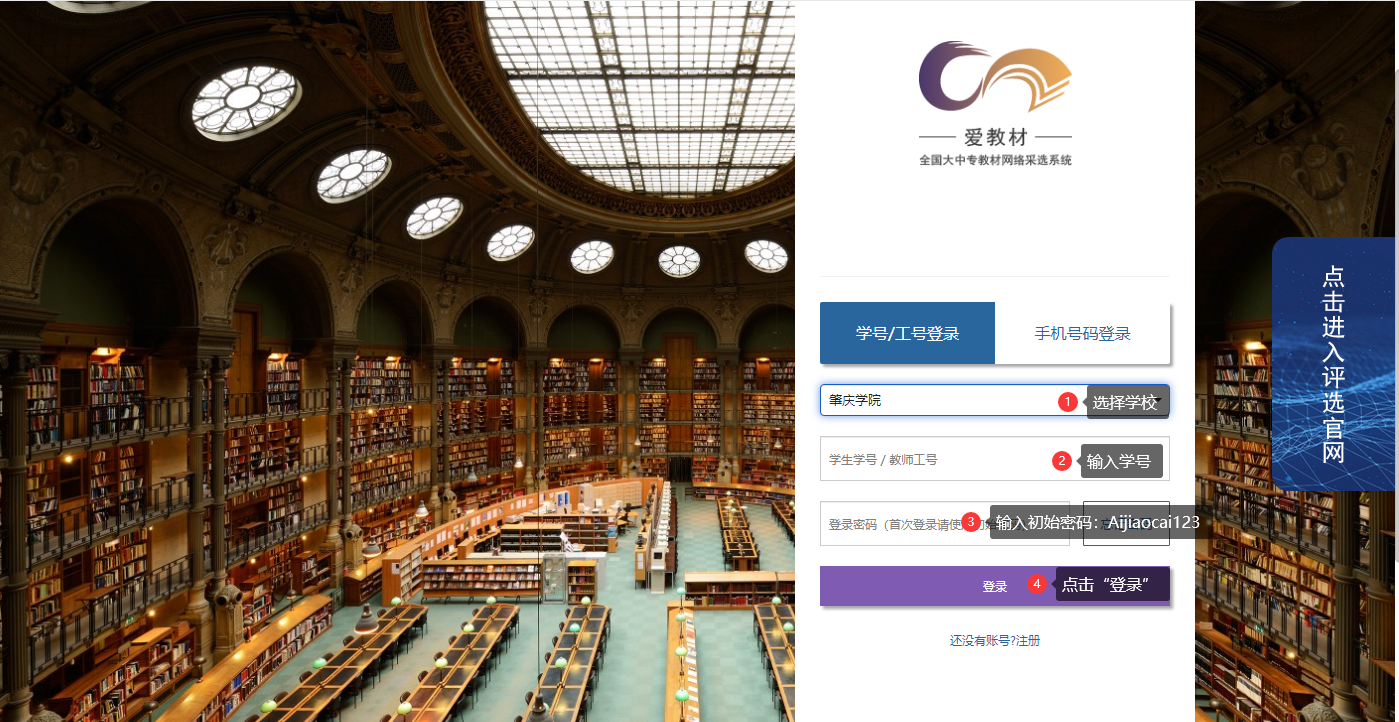 爱教材
全国大中专教材网络采选系统
学号/工号登录
手机号码登录
肇庆学院
1 选择学校
学生学号 / 教师工号
2 输入学号
登录密码（首次登录请使
3 输入初始密码：Aijiaocai123
登录
4 点击“登录”
还没有账号?注册
点击进入评选官网